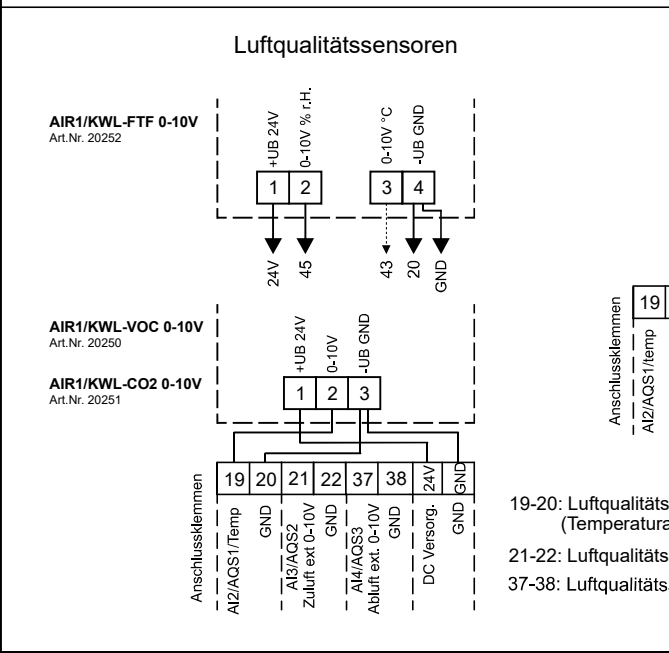 Luftqualitätssensoren
AIR1/KWL-FTF 0-10V
Art.Nr. 20252
+UB 24V
0-10V % r.H.
0-10V °C
-UB GND
1 2 3 4
24V
45
43
20
GND
AIR1/KWL-VOC 0-10V
Art.Nr. 20250
AIR1/KWL-CO2 0-10V
Art.Nr. 20251
+UB 24V
0-10V
-UB GND
1 2 3
Anschlussklemmen
19 20 21 22 37 38 24V GND
AI2/AQS1/Temp
GND
AI3/AQS2
Zuluft ext 0-10V
GND
AI4/AQS3
Abluft ext. 0-10V
GND
DC Versorg.
GND
Anschlussklemmen
19
AI2/AQS1/temp
19-20: Luftqualitäts
(Temperatura
21-22: Luftqualitäts
37-38: Luftqualitäts